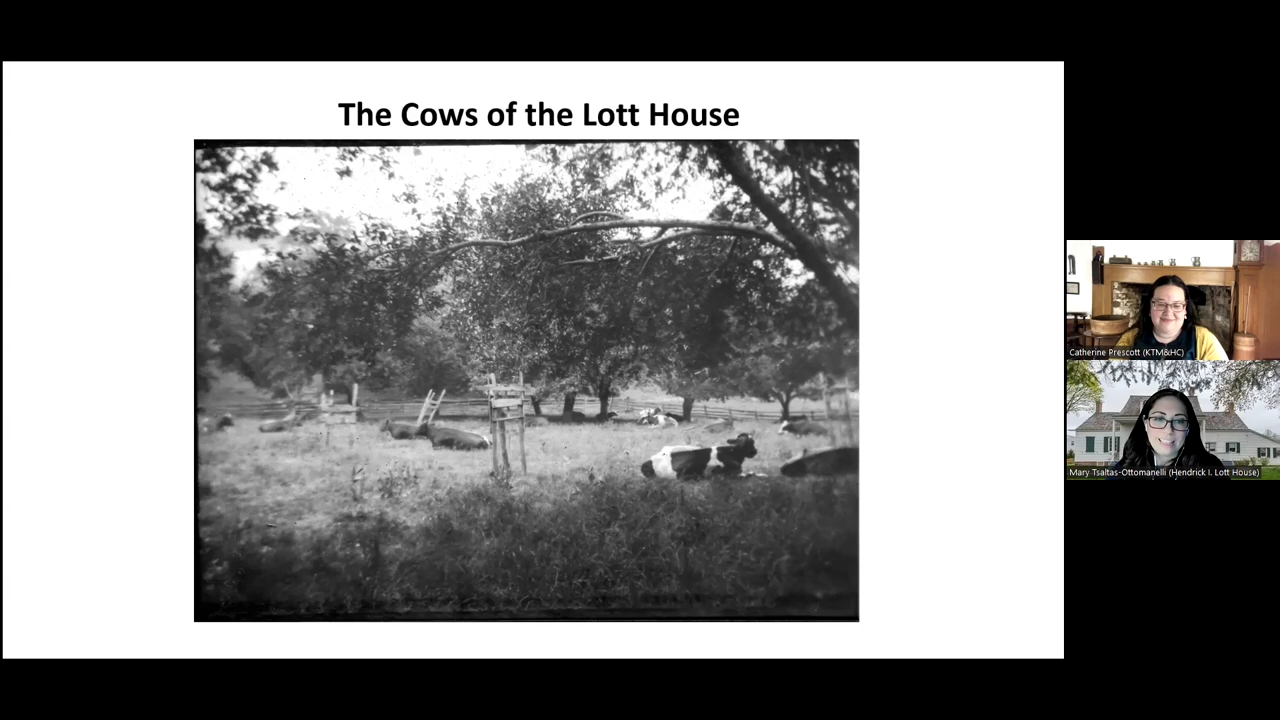 The Cows of the Lott House
Catherine Prescott (KTM&HC)
Mary Tsaltas-Ottomanelli (Hendrick I. Lott House)